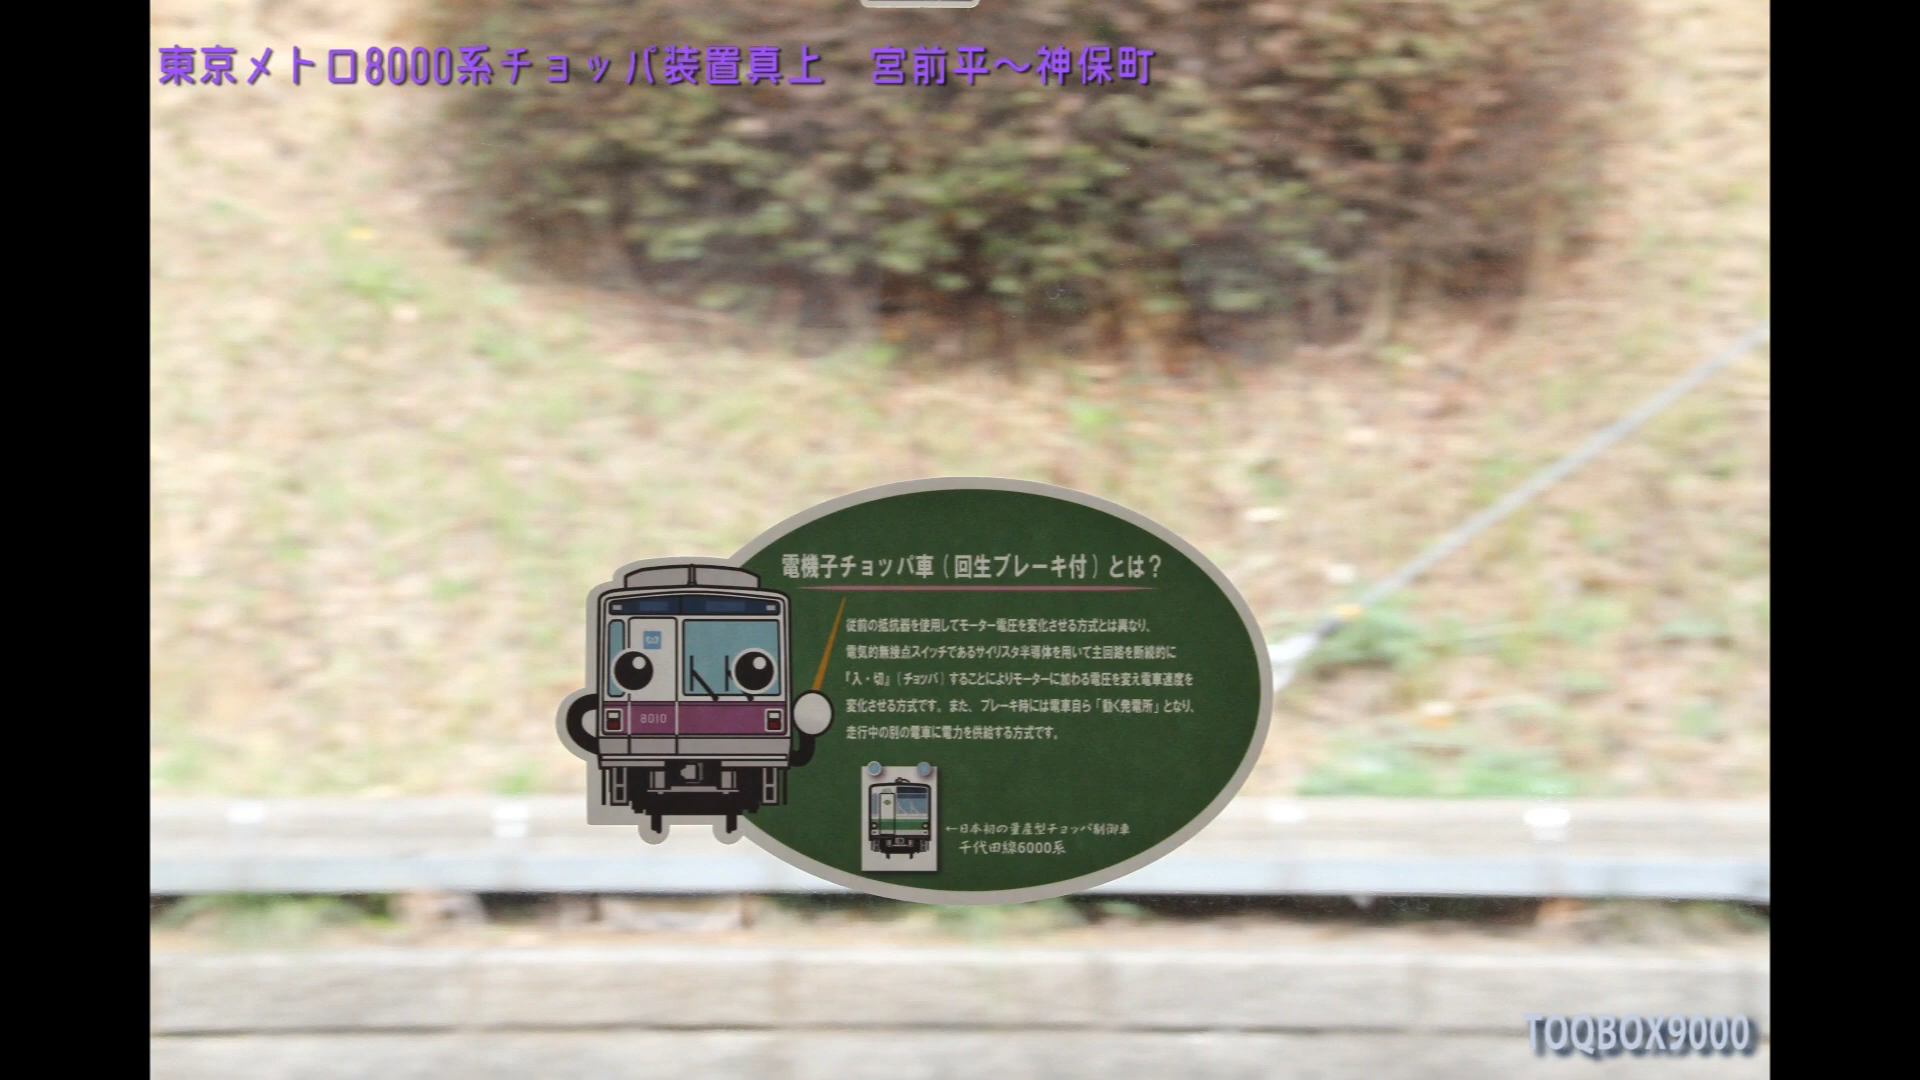 東京メトロ8000系チョッパ装置真上　宮前平～神保町
電機子チョッパ車（回生ブレーキ付）とは？
従前の抵抗器を使用してモーター電圧を変化させる方式とは異なり、
電気的無接点スイッチであるサイリスタ半導体を用いて主回路を断続的に
『入・切』（チョッパ）することによりモーターに加わる電圧を変え電車速度を
変化させる方式です。また、ブレーキ時には電車自ら「動く発電所」となり、
走行中の別の電車に電力を供給する方式です。
8010
←日本初の量産型チョッパ制御車
千代田線6000系
TOQBOX9000